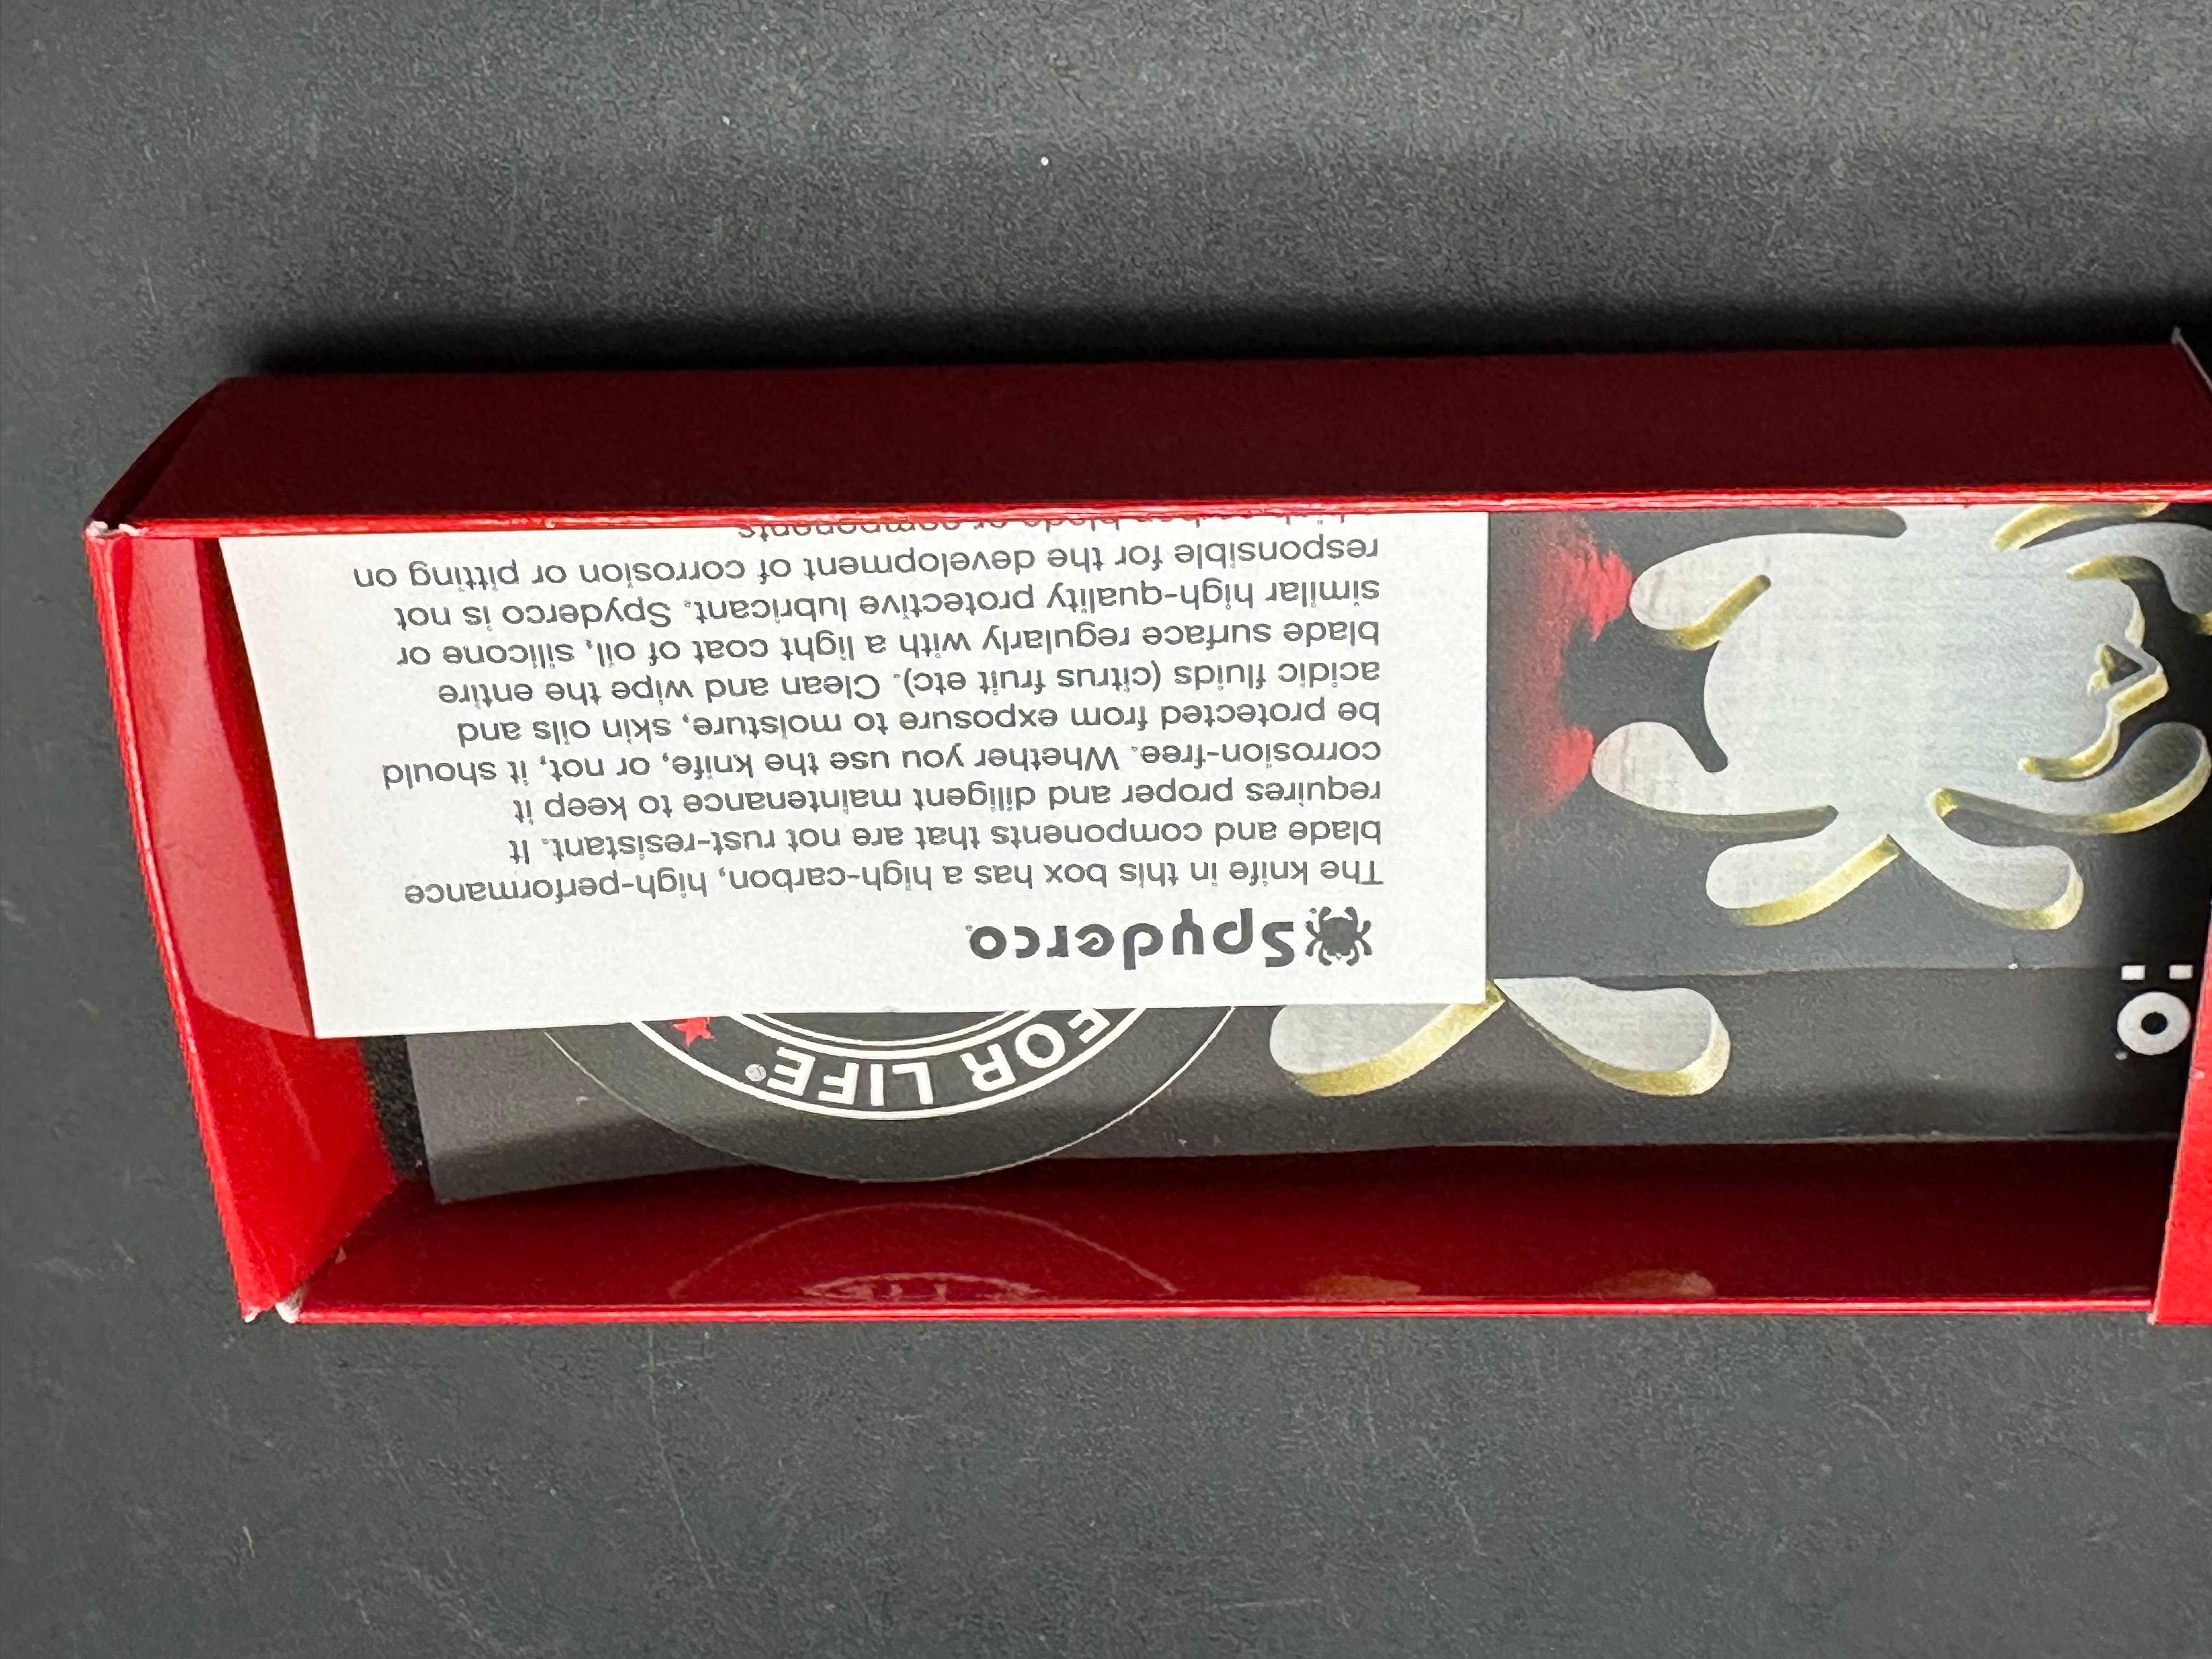 Spyderco
The knife in this box has a high-carbon, high-performance
blade and components that are not rust-resistant. It
requires proper and diligent maintenance to keep it
corrosion-free. Whether you use the knife, or not, it should
be protected from exposure to moisture, skin oils and
acidic fluids (citrus fruit etc). Clean and wipe the entire
blade surface regularly with a light coat of oil, silicone or
similar high-quality protective lubricant. Spyderco is not
responsible for the development of corrosion or pitting on
blade or components
FOR LIFE®